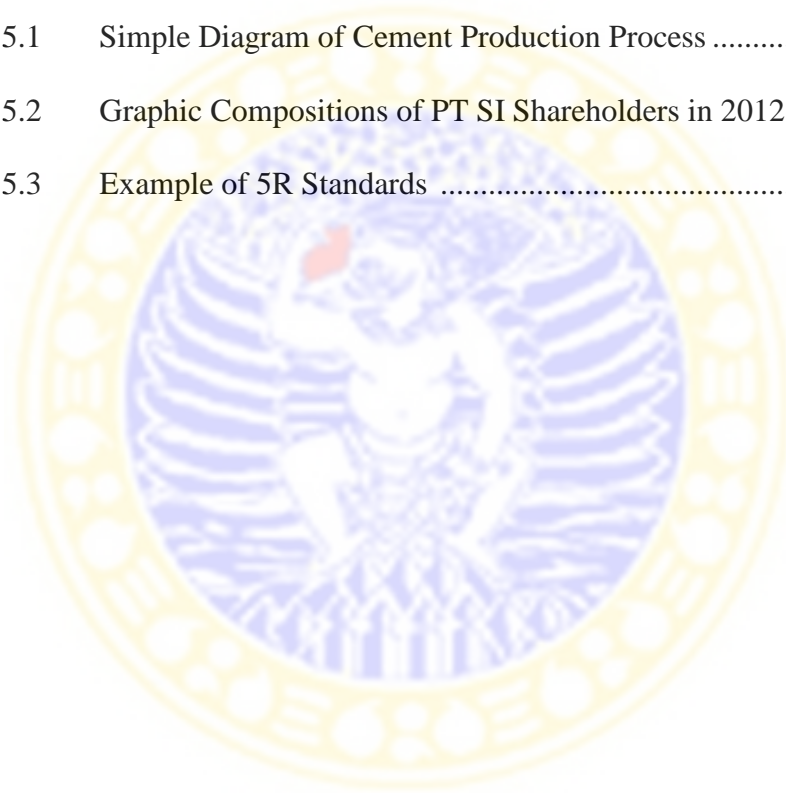 5.1 Simple Diagram of Cement Production Process .........
5.2 Graphic Compositions of PT SI Shareholders in 2012
5.3 Example of 5R Standards ...........................................